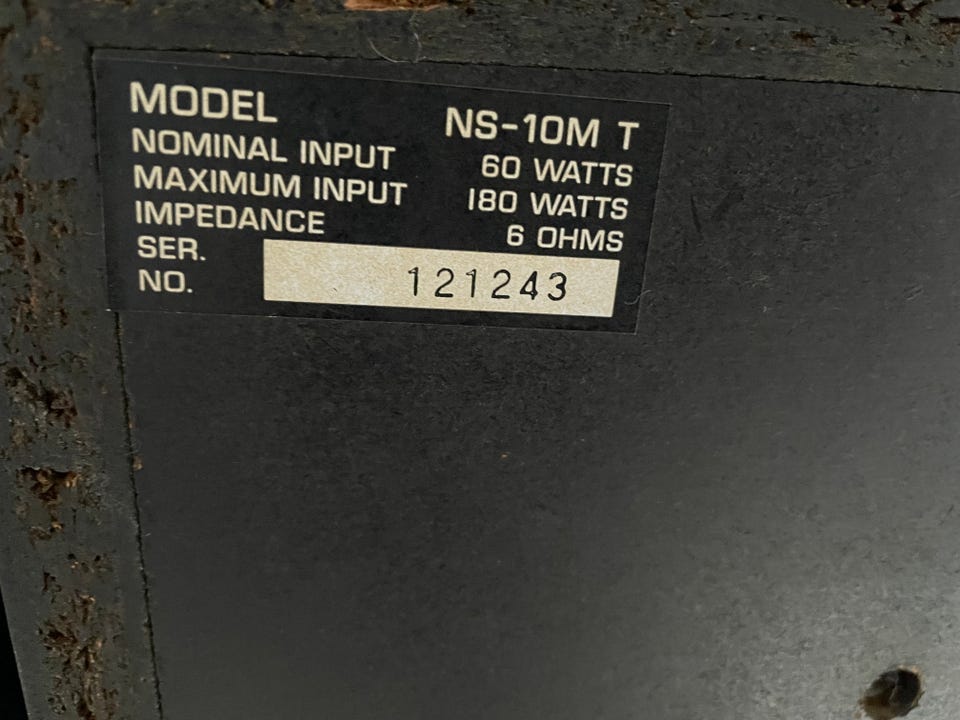 MODEL NS-10M T
NOMINAL INPUT 60 WATTS
MAXIMUM INPUT 180 WATTS
IMPEDANCE 6 OHMS
SER.
NO. 121243